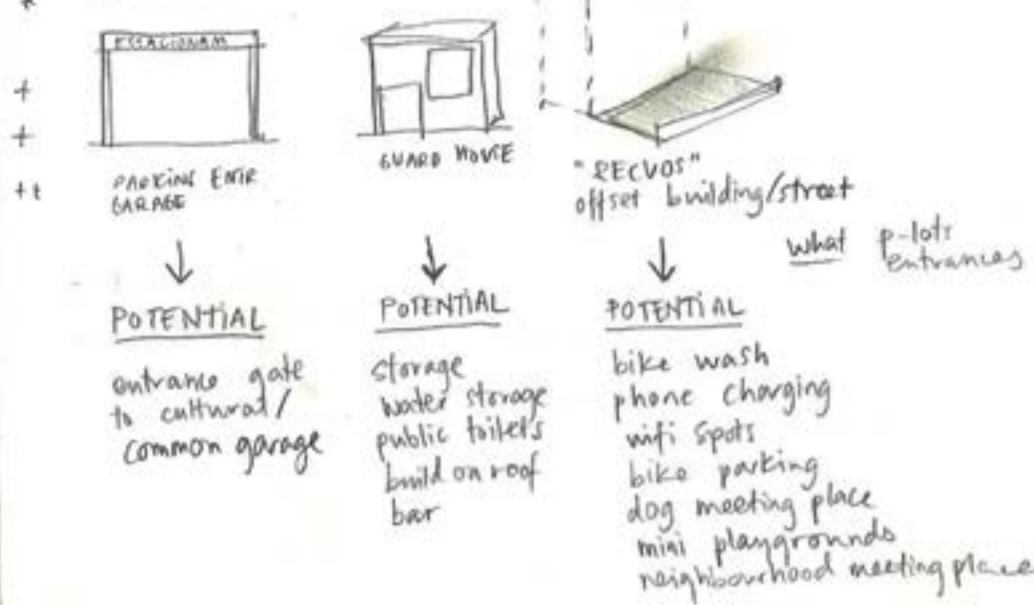 ESTACIONAM
PARKING ENTR
GARAGE
GUARD HOUSE
"RECUOS"
offset building/street
what p-lots
entrances
POTENTIAL
entrance gate
to cultural/
common garage
POTENTIAL
storage
water storage
public toilets
build on roof
bar
POTENTIAL
bike wash
phone charging
wifi spots
bike parking
dog meeting place
mini playgrounds
neighbourhood meeting place
+
+
++